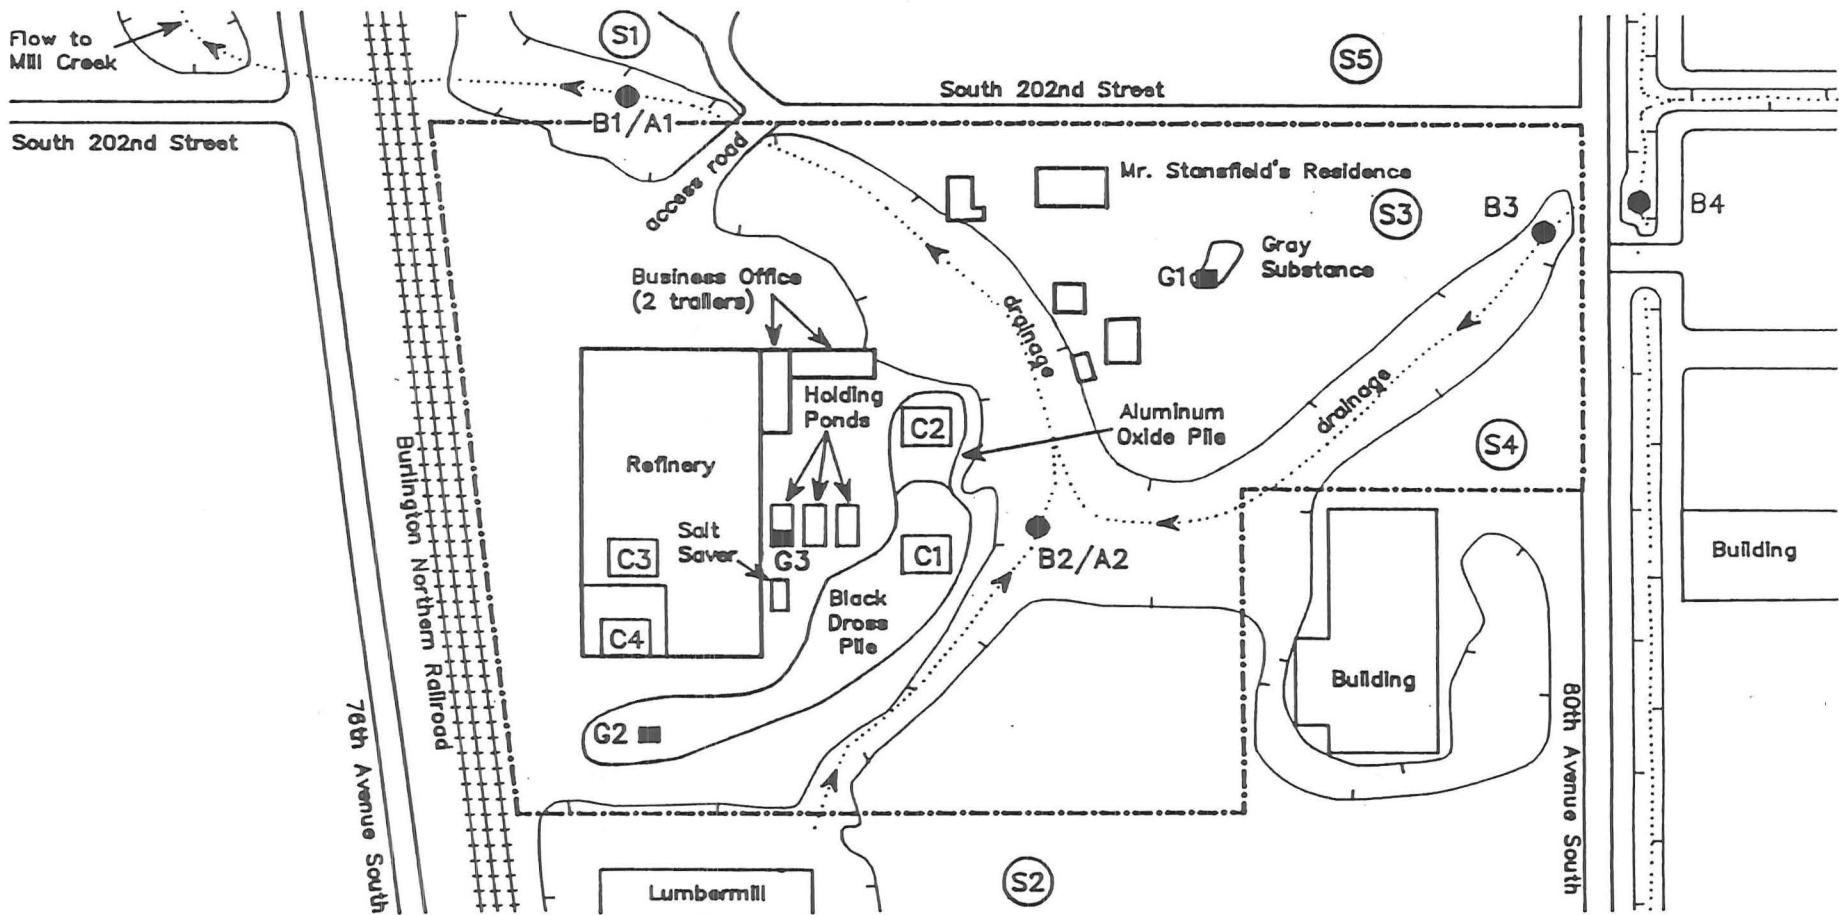 Flow to
Mill Creek
S1
S5
South 202nd Street
B1/A1
South 202nd Street
access road
Mr. Stansfield's Residence
S3
B3
B4
Gray
Substance
G1
Business Office
(2 trailers)
drainage
drainage
Holding
Ponds
C2
Aluminum
Oxide Pile
S4
Refinery
Burlington Northern Railroad
Salt
Saver
G3
C3
C1
B2/A2
Building
Black
Dross
Pile
C4
Building
G2
76th Avenue South
80th Avenue South
S2
Lumbermill